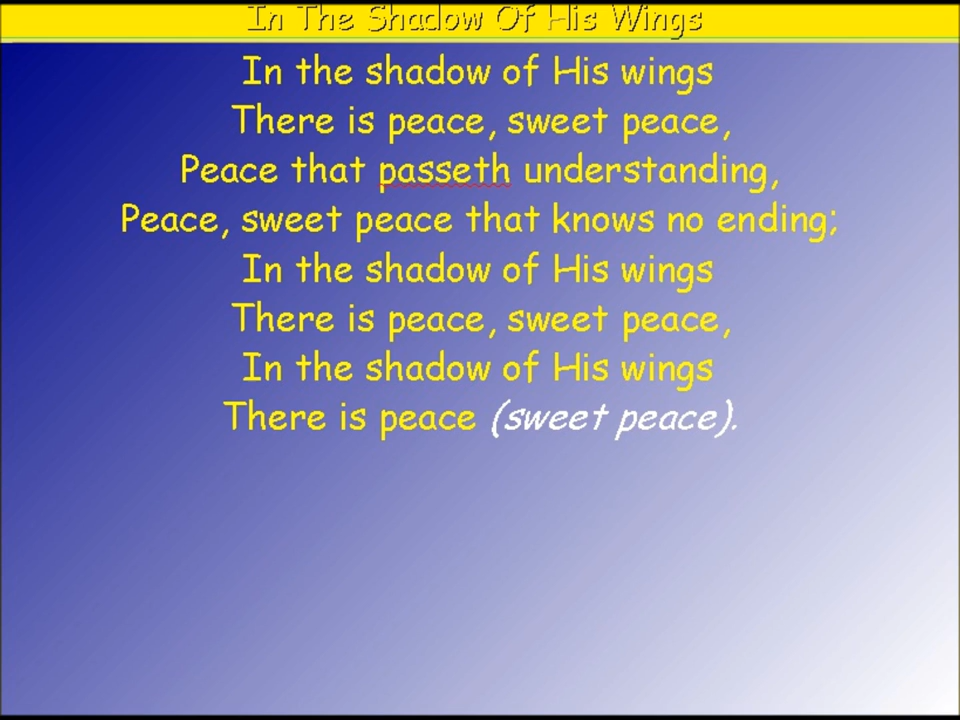 In The Shadow Of His Wings
In the shadow of His wings
There is peace, sweet peace,
Peace that passeth understanding,
Peace, sweet peace that knows no ending;
In the shadow of His wings
There is peace, sweet peace,
In the shadow of His wings
There is peace (sweet peace).